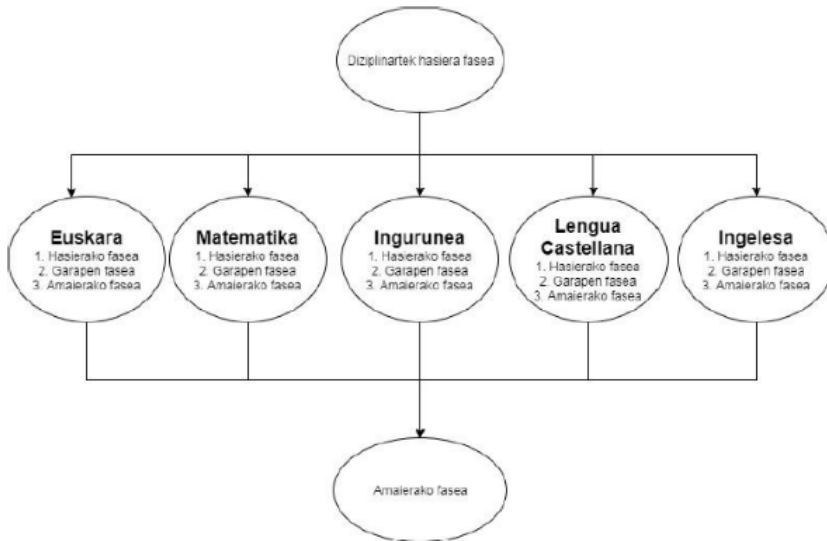 Diziplinartek hasiera fasea
Euskara
1. Hasierako fasea
2. Garapen fasea
3. Amaierako fasea
Matematika
1. Hasierako fasea
2. Garapen fasea
3. Amaierako fasea
Ingurunea
1. Hasierako fasea
2. Garapen fasea
3. Amaierako fasea
Lengua
Castellana
1. Hasierako fasea
2. Garapen fasea
3. Amaierako fasea
Ingelesa
1. Hasierako fasea
2. Garapen fasea
3. Amaierako fasea
Amaierako fasea